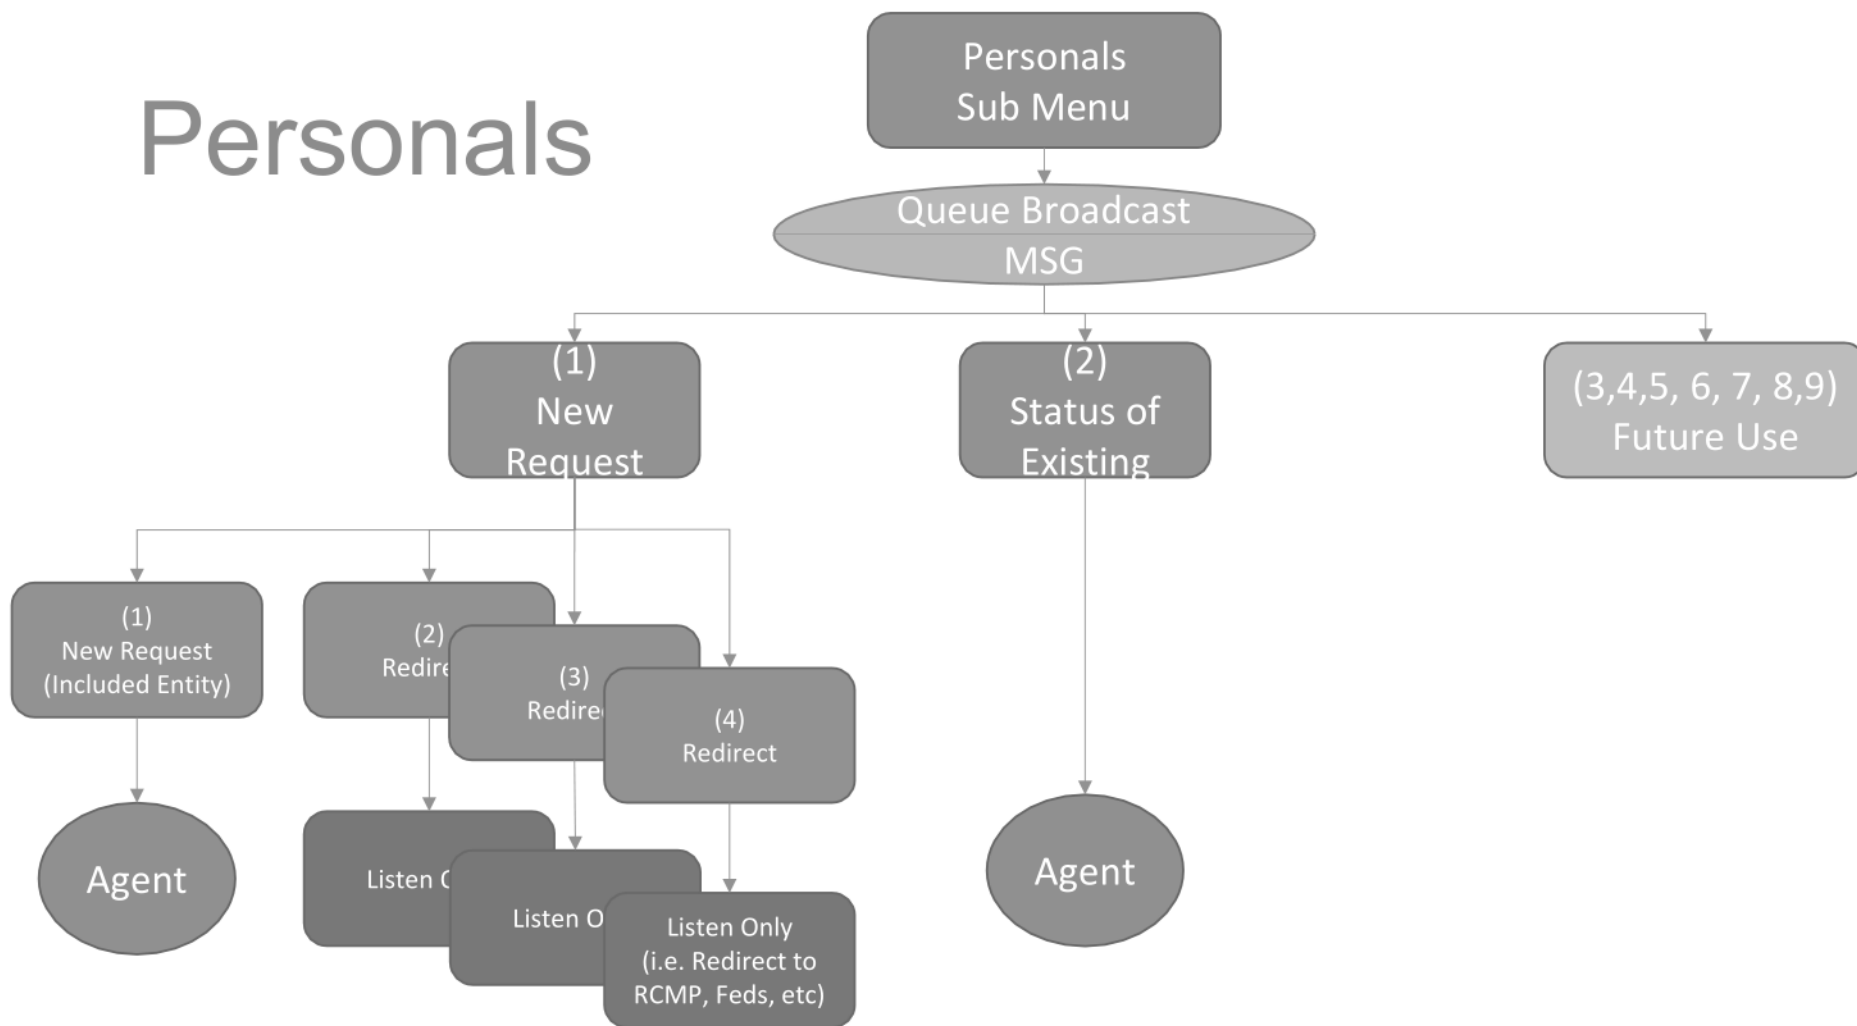 Personals
Personals
Sub Menu
Queue Broadcast
MSG
(1)
New
Request
(2)
Status of
Existing
(3,4,5, 6, 7, 8,9)
Future Use
(1)
New Request
(Included Entity)
(2)
(3)
(4)
Redirect
Agent
Listen
Listen
Listen Only
(i.e. Redirect to
RCMP, Feds, etc)
Agent